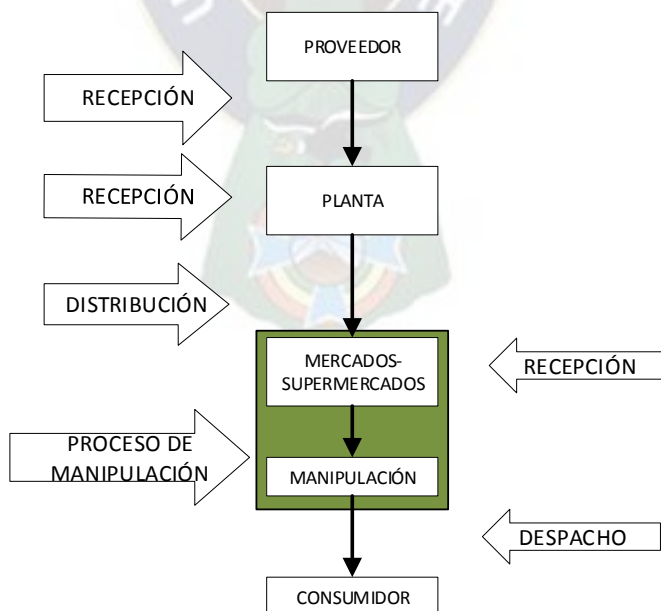 PROVEEDOR
RECEPCIÓN
RECEPCIÓN
PLANTA
DISTRIBUCIÓN
MERCADOS-
SUPERMERCADOS
RECEPCIÓN
PROCESO DE
MANIPULACIÓN
MANIPULACIÓN
DESPACHO
CONSUMIDOR